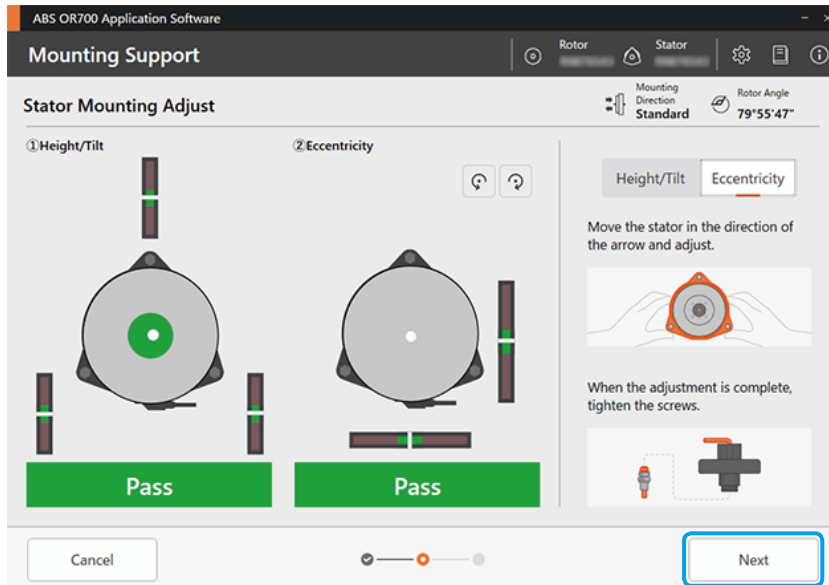 ABS OR700 Application Software
Mounting Support
Rotor
Stator
Stator Mounting Adjust
Mounting
Direction
Standard
Rotor Angle
79°55'47"
①Height/Tilt
②Eccentricity
Height/Tilt
Eccentricity
Move the stator in the direction of
the arrow and adjust.
When the adjustment is complete,
tighten the screws.
Pass
Pass
Cancel
Next